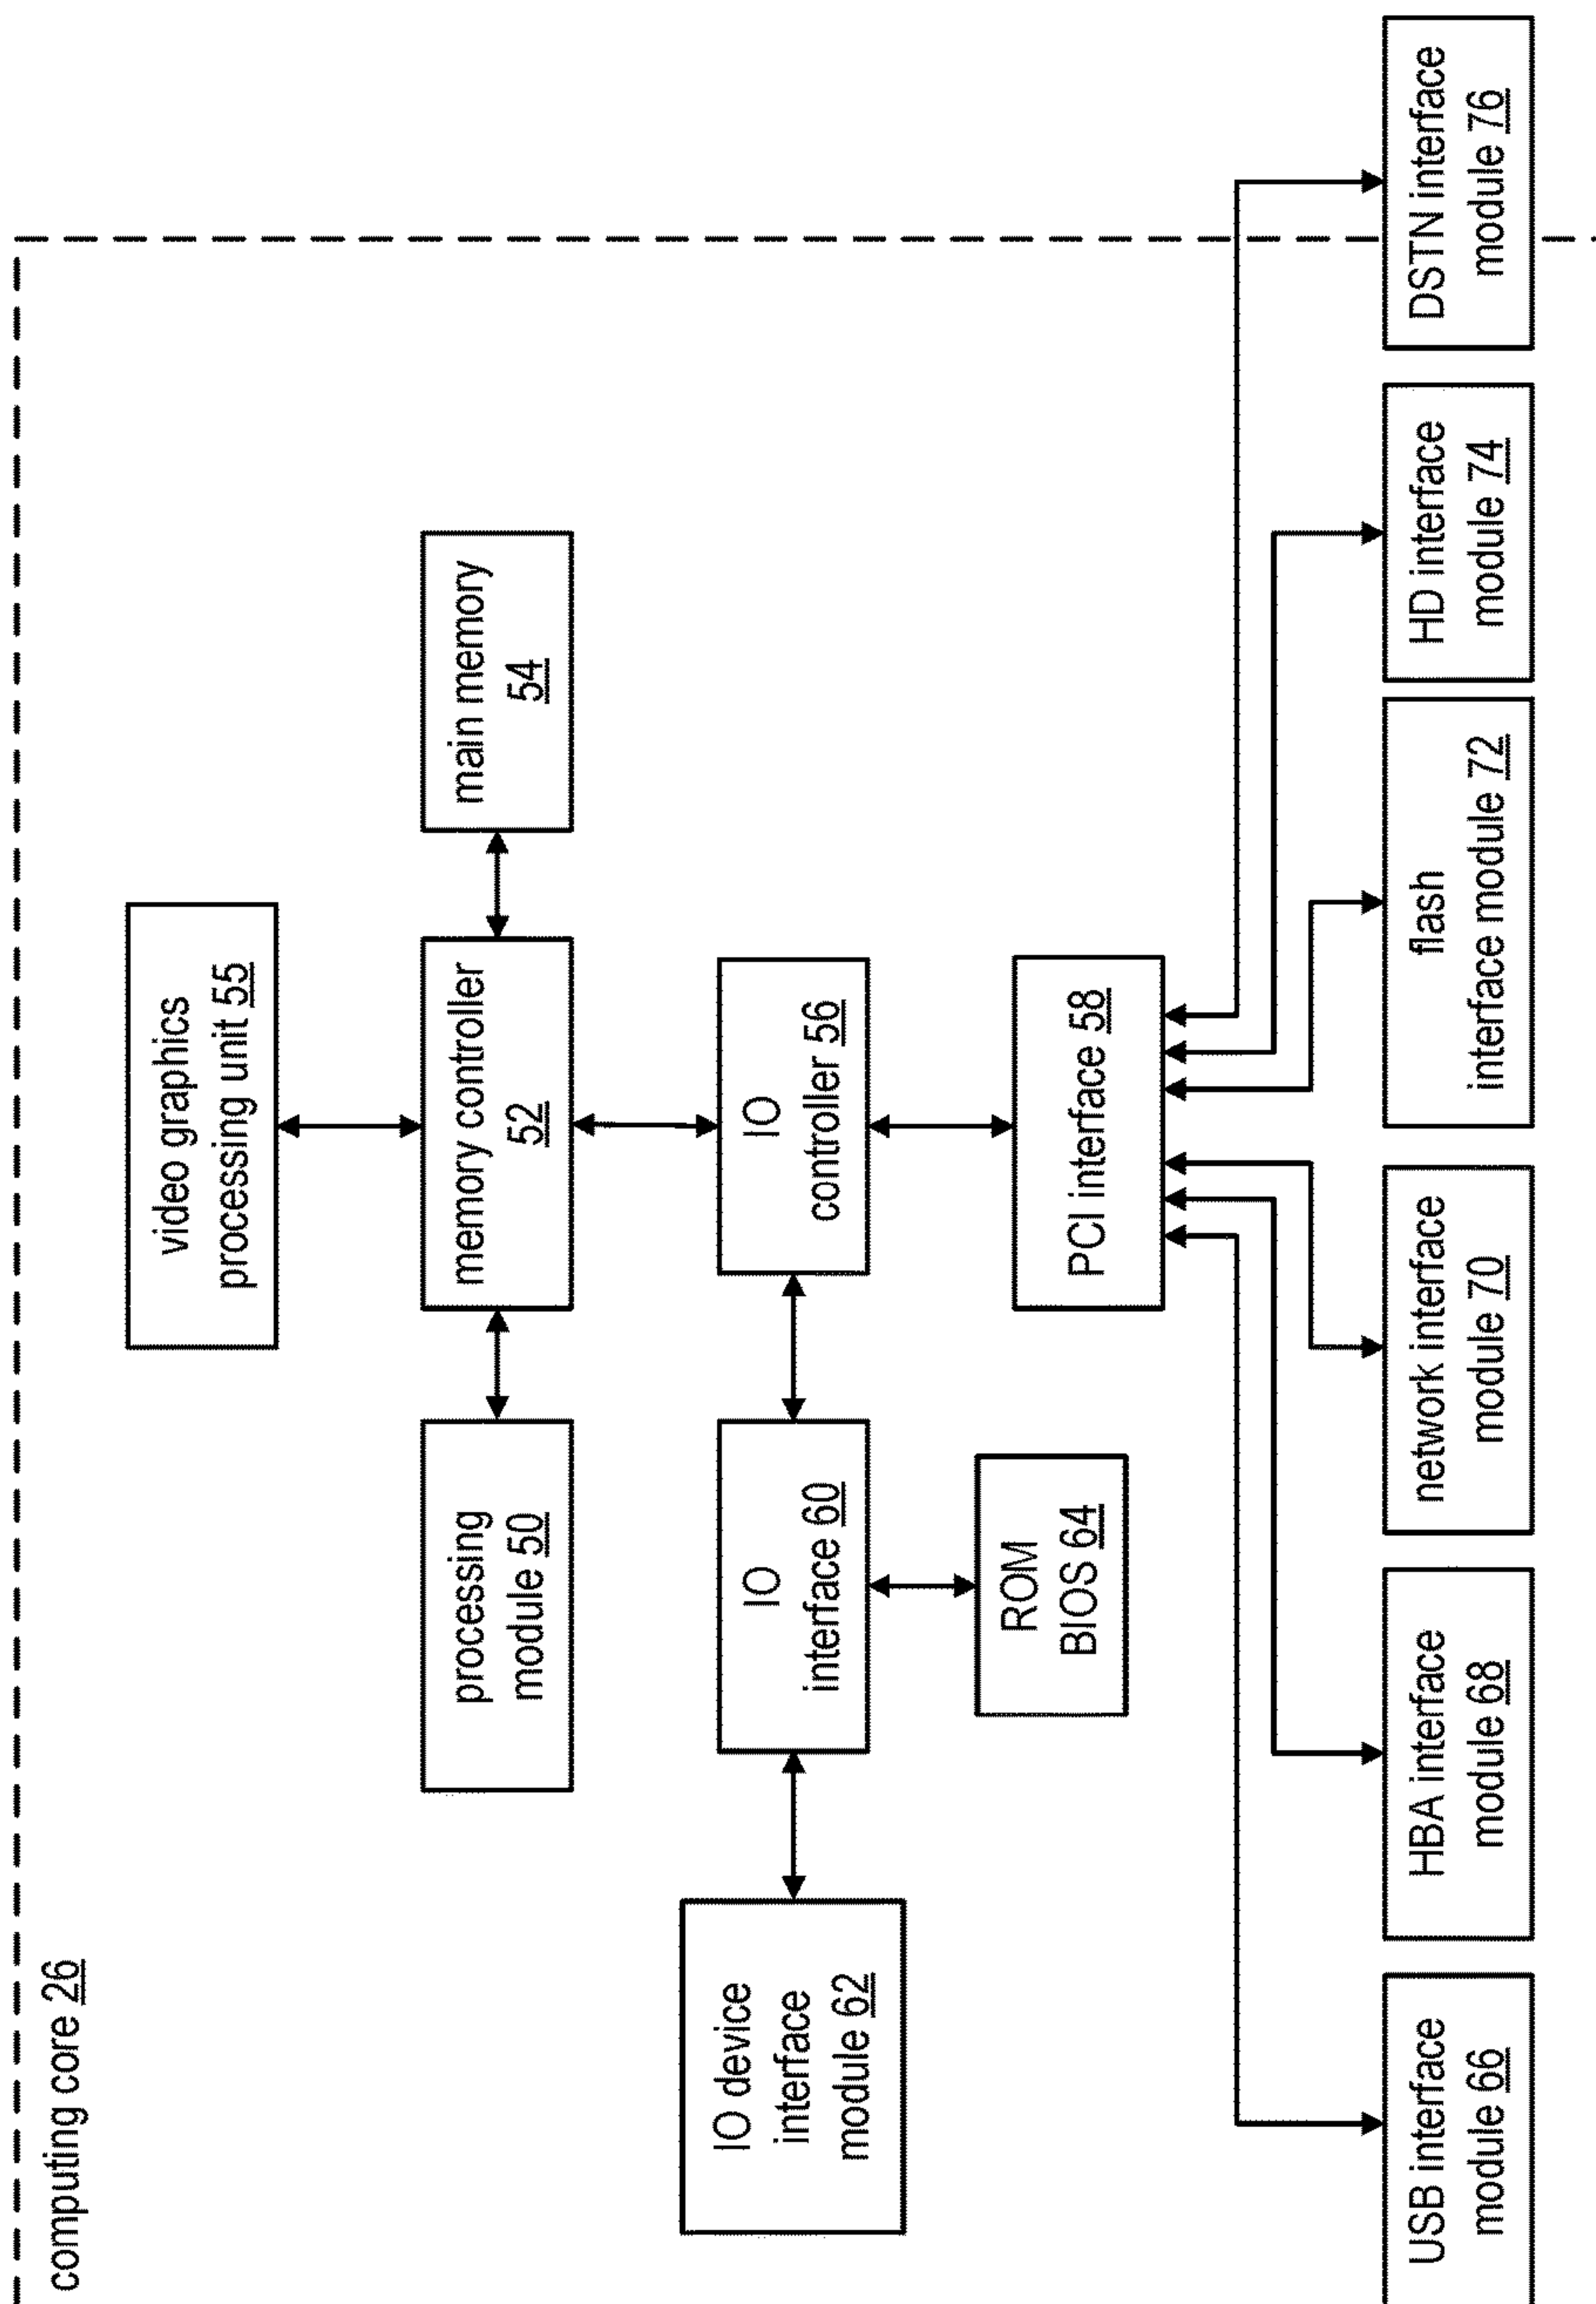 computing core 26
video graphics
processing unit 55
processing
module 50
memory controller
52
main memory
54
IO device
interface
module 62
IO
interface 60
IO
controller 56
ROM
BIOS 64
PCI interface 58
USB interface
module 66
HBA interface
module 68
network interface
module 70
flash
interface module 72
HD interface
module 74
DSTN interface
module 76